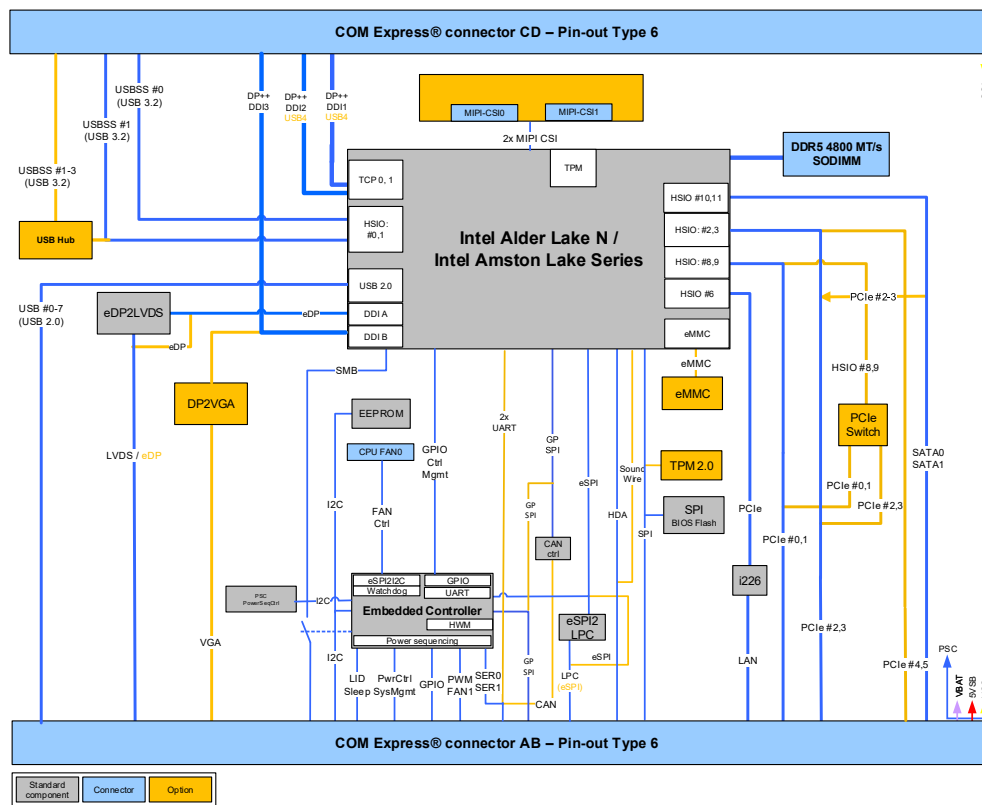 COM Express® connector CD – Pin-out Type 6
USBSS #0
(USB 3.2)
USBSS #1
(USB 3.2)
USBSS #1-3
(USB 3.2)
DP++
DDI3
DP++
DDI2
USB4
DP++
DDI1
USB4
MIPI-CSI0
MIPI-CSI1
2x MIPI CSI
DDR5 4800 MT/s
SODIMM
TPM
TCP 0, 1
HSIO:
#0,1
USB 2.0
DDI A
DDI B
Intel Alder Lake N /
Intel Amston Lake Series
HSIO #10,11
HSIO: #2,3
HSIO: #8,9
HSIO #6
eMMC
USB Hub
USB #0-7
(USB 2.0)
eDP2LVDS
eDP
eDP
PCIe #2-3
eMMC
eMMC
HSIO #8,9
SMB
DP2VGA
EEPROM
CPU FAN0
GPIO
Ctrl
Mgmt
2x
UART
GP
SPI
PCIe
Switch
LVDS / eDP
I2C
FAN
Ctrl
GP
SPI
eSPI
Sound
Wire
TPM 2.0
SATA0
SATA1
PCIe #0,1
PCIe #2,3
HDA
SPI
SPI
BIOS Flash
PCIe
PCIe #0,1
CAN
ctrl
i226
PSC
PowerSeqCtrl
I2C
eSPI2I2C
GPIO
Watchdog
UART
Embedded Controller
HWM
Power sequencing
eSPI2
LPC
eSPI
VGA
I2C
LID
Sleep
PwrCtrl
SysMgmt
GPIO
PWM
FAN1
SER0
SER1
GP
SPI
LPC
(eSPI)
CAN
LAN
PCIe #2,3
PCIe #4,5
PSC
VBAT
5VSB
COM Express® connector AB – Pin-out Type 6
Standard
component
Connector
Option